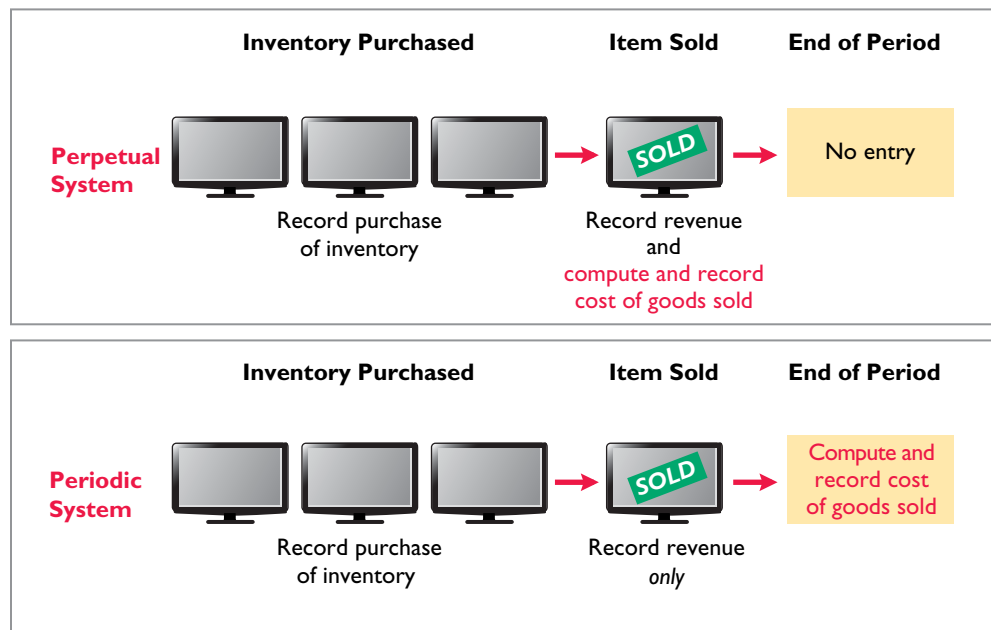 Inventory Purchased
Item Sold
End of Period
Perpetual
System
SOLD
No entry
Record purchase
of inventory
Record revenue
and
compute and record
cost of goods sold
Inventory Purchased
Item Sold
End of Period
Periodic
System
SOLD
Compute and
record cost
of goods sold
Record purchase
of inventory
Record revenue
only